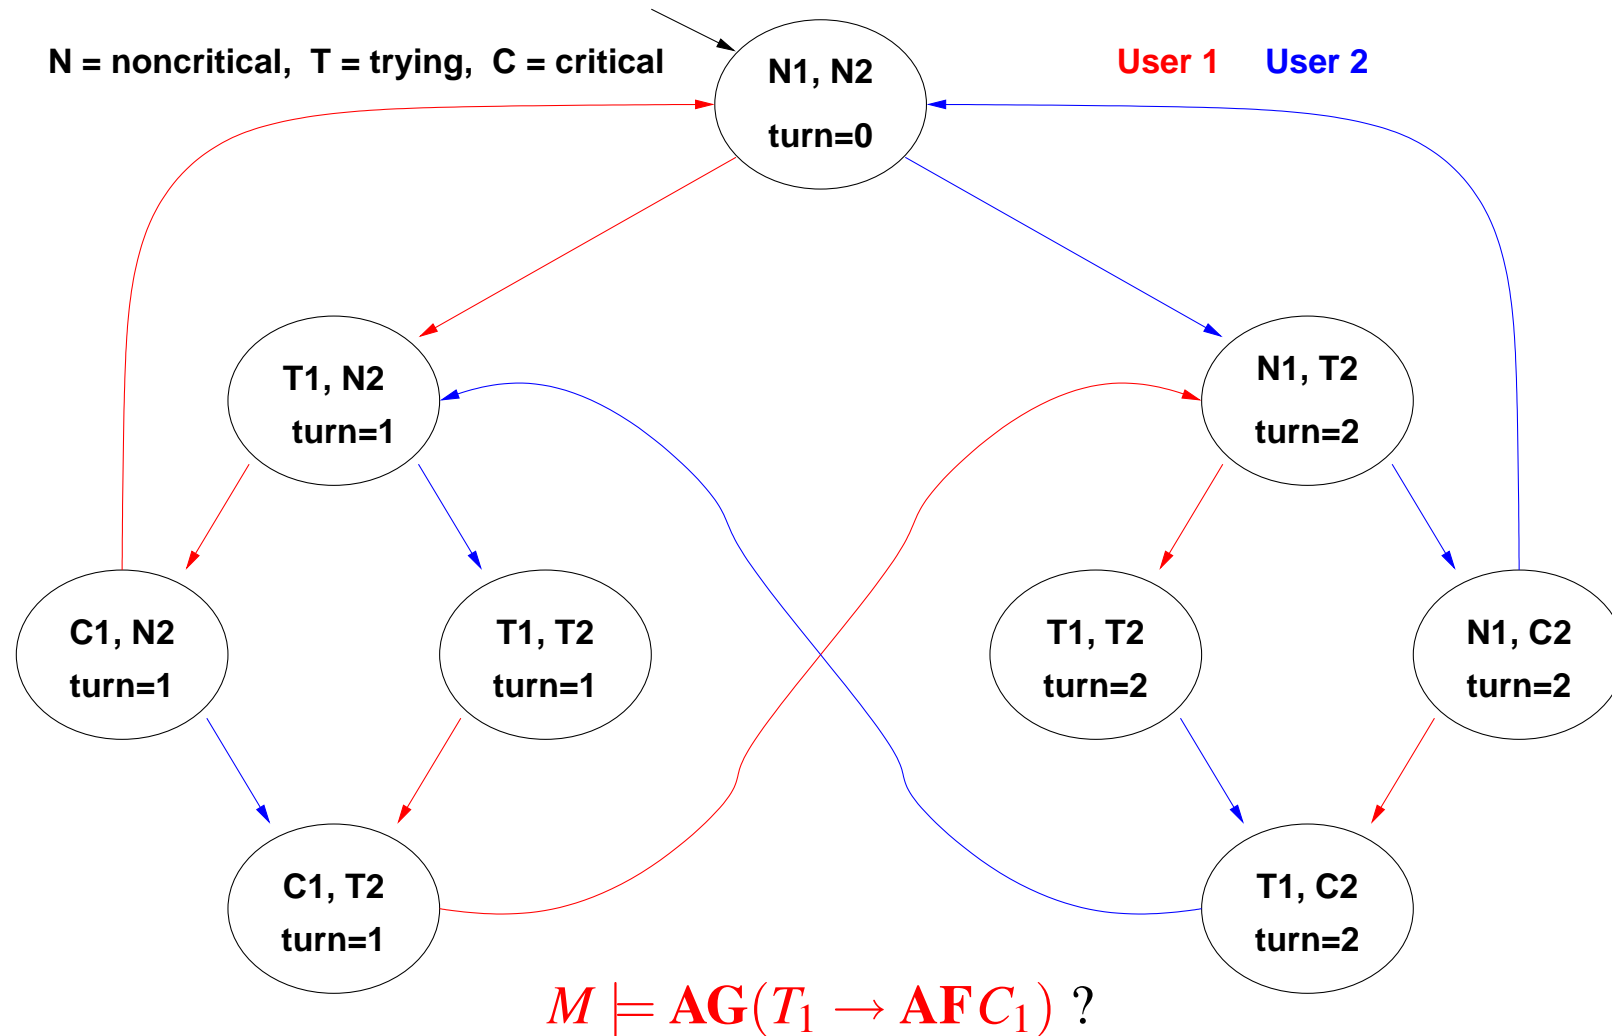 N = noncritical, T = trying, C = critical
User 1 User 2
N1, N2
turn=0
T1, N2
turn=1
N1, T2
turn=2
C1, N2
turn=1
T1, T2
turn=1
T1, T2
turn=2
N1, C2
turn=2
C1, T2
turn=1
T1, C2
turn=2
M ⊨ AG(T₁ → AFC₁) ?